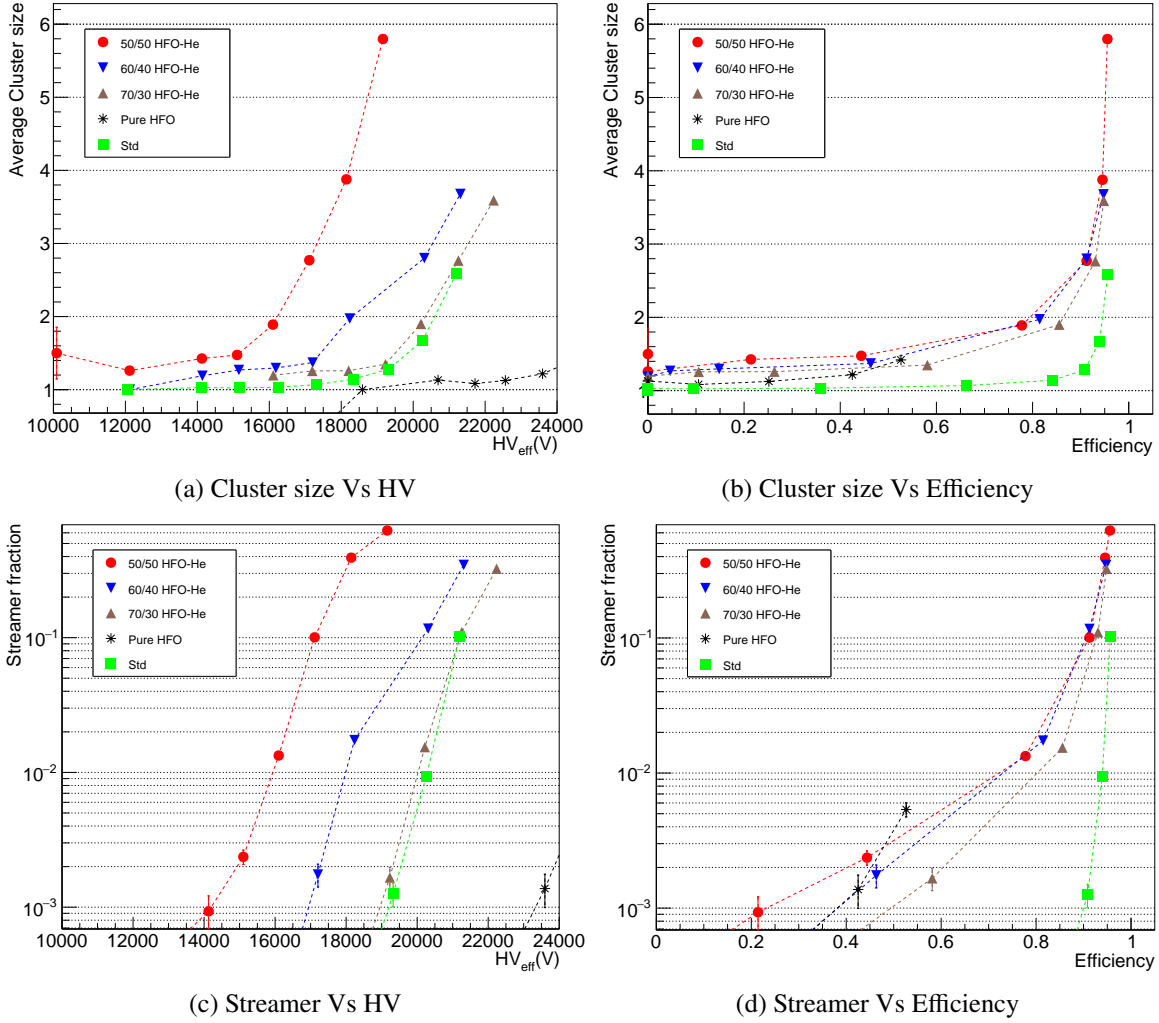 Average Cluster size
6
5
4
3
2
1
50/50 HFO-He
60/40 HFO-He
70/30 HFO-He
Pure HFO
Std
10000 12000 14000 16000 18000 20000 22000 24000
HVeff(V)
(a) Cluster size Vs HV
Average Cluster size
6
5
4
3
2
1
50/50 HFO-He
60/40 HFO-He
70/30 HFO-He
Pure HFO
Std
0 0.2 0.4 0.6 0.8 1
Efficiency
(b) Cluster size Vs Efficiency
Streamer fraction
10−1
10−2
10−3
50/50 HFO-He
60/40 HFO-He
70/30 HFO-He
Pure HFO
Std
10000 12000 14000 16000 18000 20000 22000 24000
HVeff(V)
(c) Streamer Vs HV
Streamer fraction
10−1
10−2
10−3
50/50 HFO-He
60/40 HFO-He
70/30 HFO-He
Pure HFO
Std
0 0.2 0.4 0.6 0.8 1
Efficiency
(d) Streamer Vs Efficiency